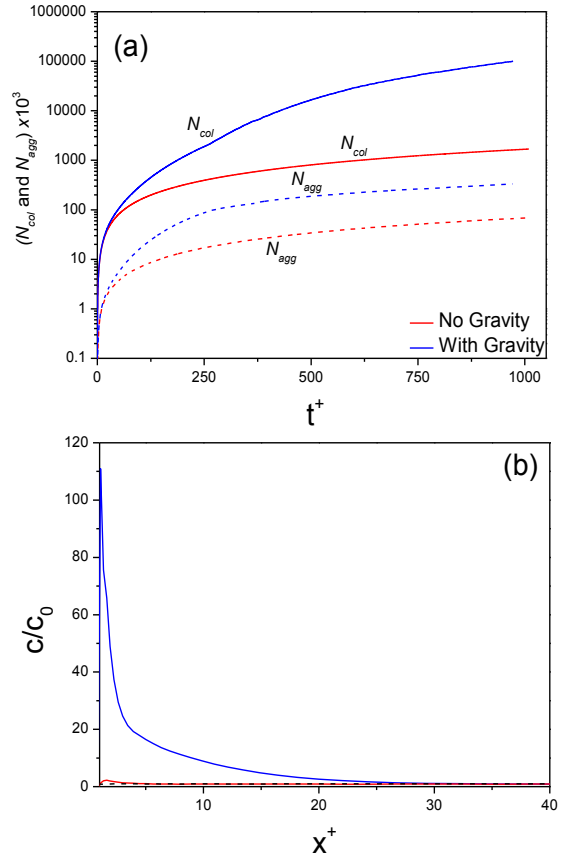 (a)
(N_col and N_agg) x10^3
1000000
100000
10000
1000
100
10
1
0.1
N_col
N_col
N_agg
N_agg
No Gravity
With Gravity
0 250 500 750 1000
t^+
(b)
c/c_0
120
100
80
60
40
20
0
10 20 30 40
x^+